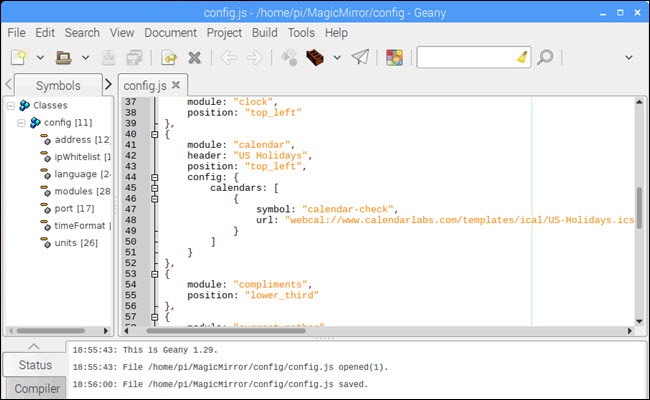 config.js - /home/pi/MagicMirror/config - Geany
File Edit Search View Document Project Build Tools Help
Symbols
config.js
Classes
config [11]
address [12
ipWhitelist [1
language [2
modules [28
port [17]
timeFormat
units [26]
37 module: "clock",
38 position: "top_left"
39 },
40 {
41 module: "calendar",
42 header: "US Holidays",
43 position: "top_left",
44 config: {
45 calendars: [
46 {
47 symbol: "calendar-check",
48 url: "webcal://www.calendarlabs.com/templates/ical/US-Holidays.ics
49 }
50 ]
51 }
52 },
53 {
54 module: "compliments",
55 position: "lower_third"
56 },
57 {
module: "currentweather"
Status
Compiler
18:55:43: This is Geany 1.29.
18:55:43: File /home/pi/MagicMirror/config/config.js opened(1).
18:56:00: File /home/pi/MagicMirror/config/config.js saved.